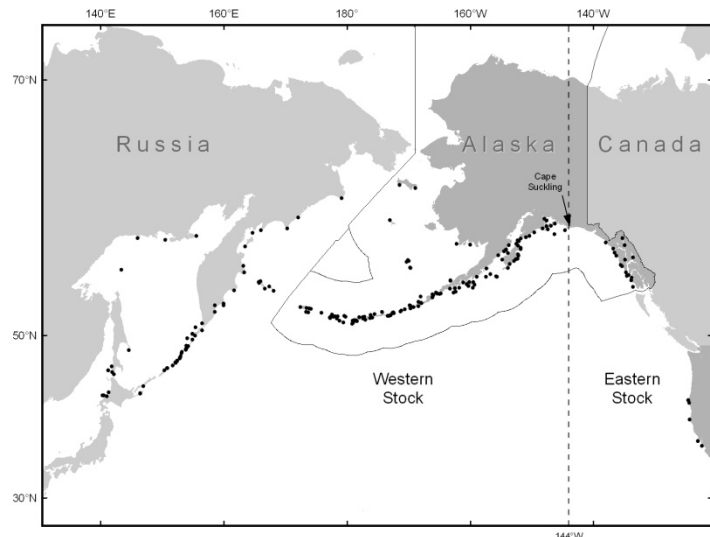 140°E 160°E 180° 160°W 140°W
70°N
Russia Alaska Canada
Cape
Suckling
50°N
Western
Stock
Eastern
Stock
30°N
144°W